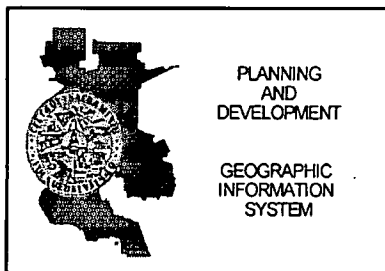 PLANNING
AND
DEVELOPMENT
GEOGRAPHIC
INFORMATION
SYSTEM